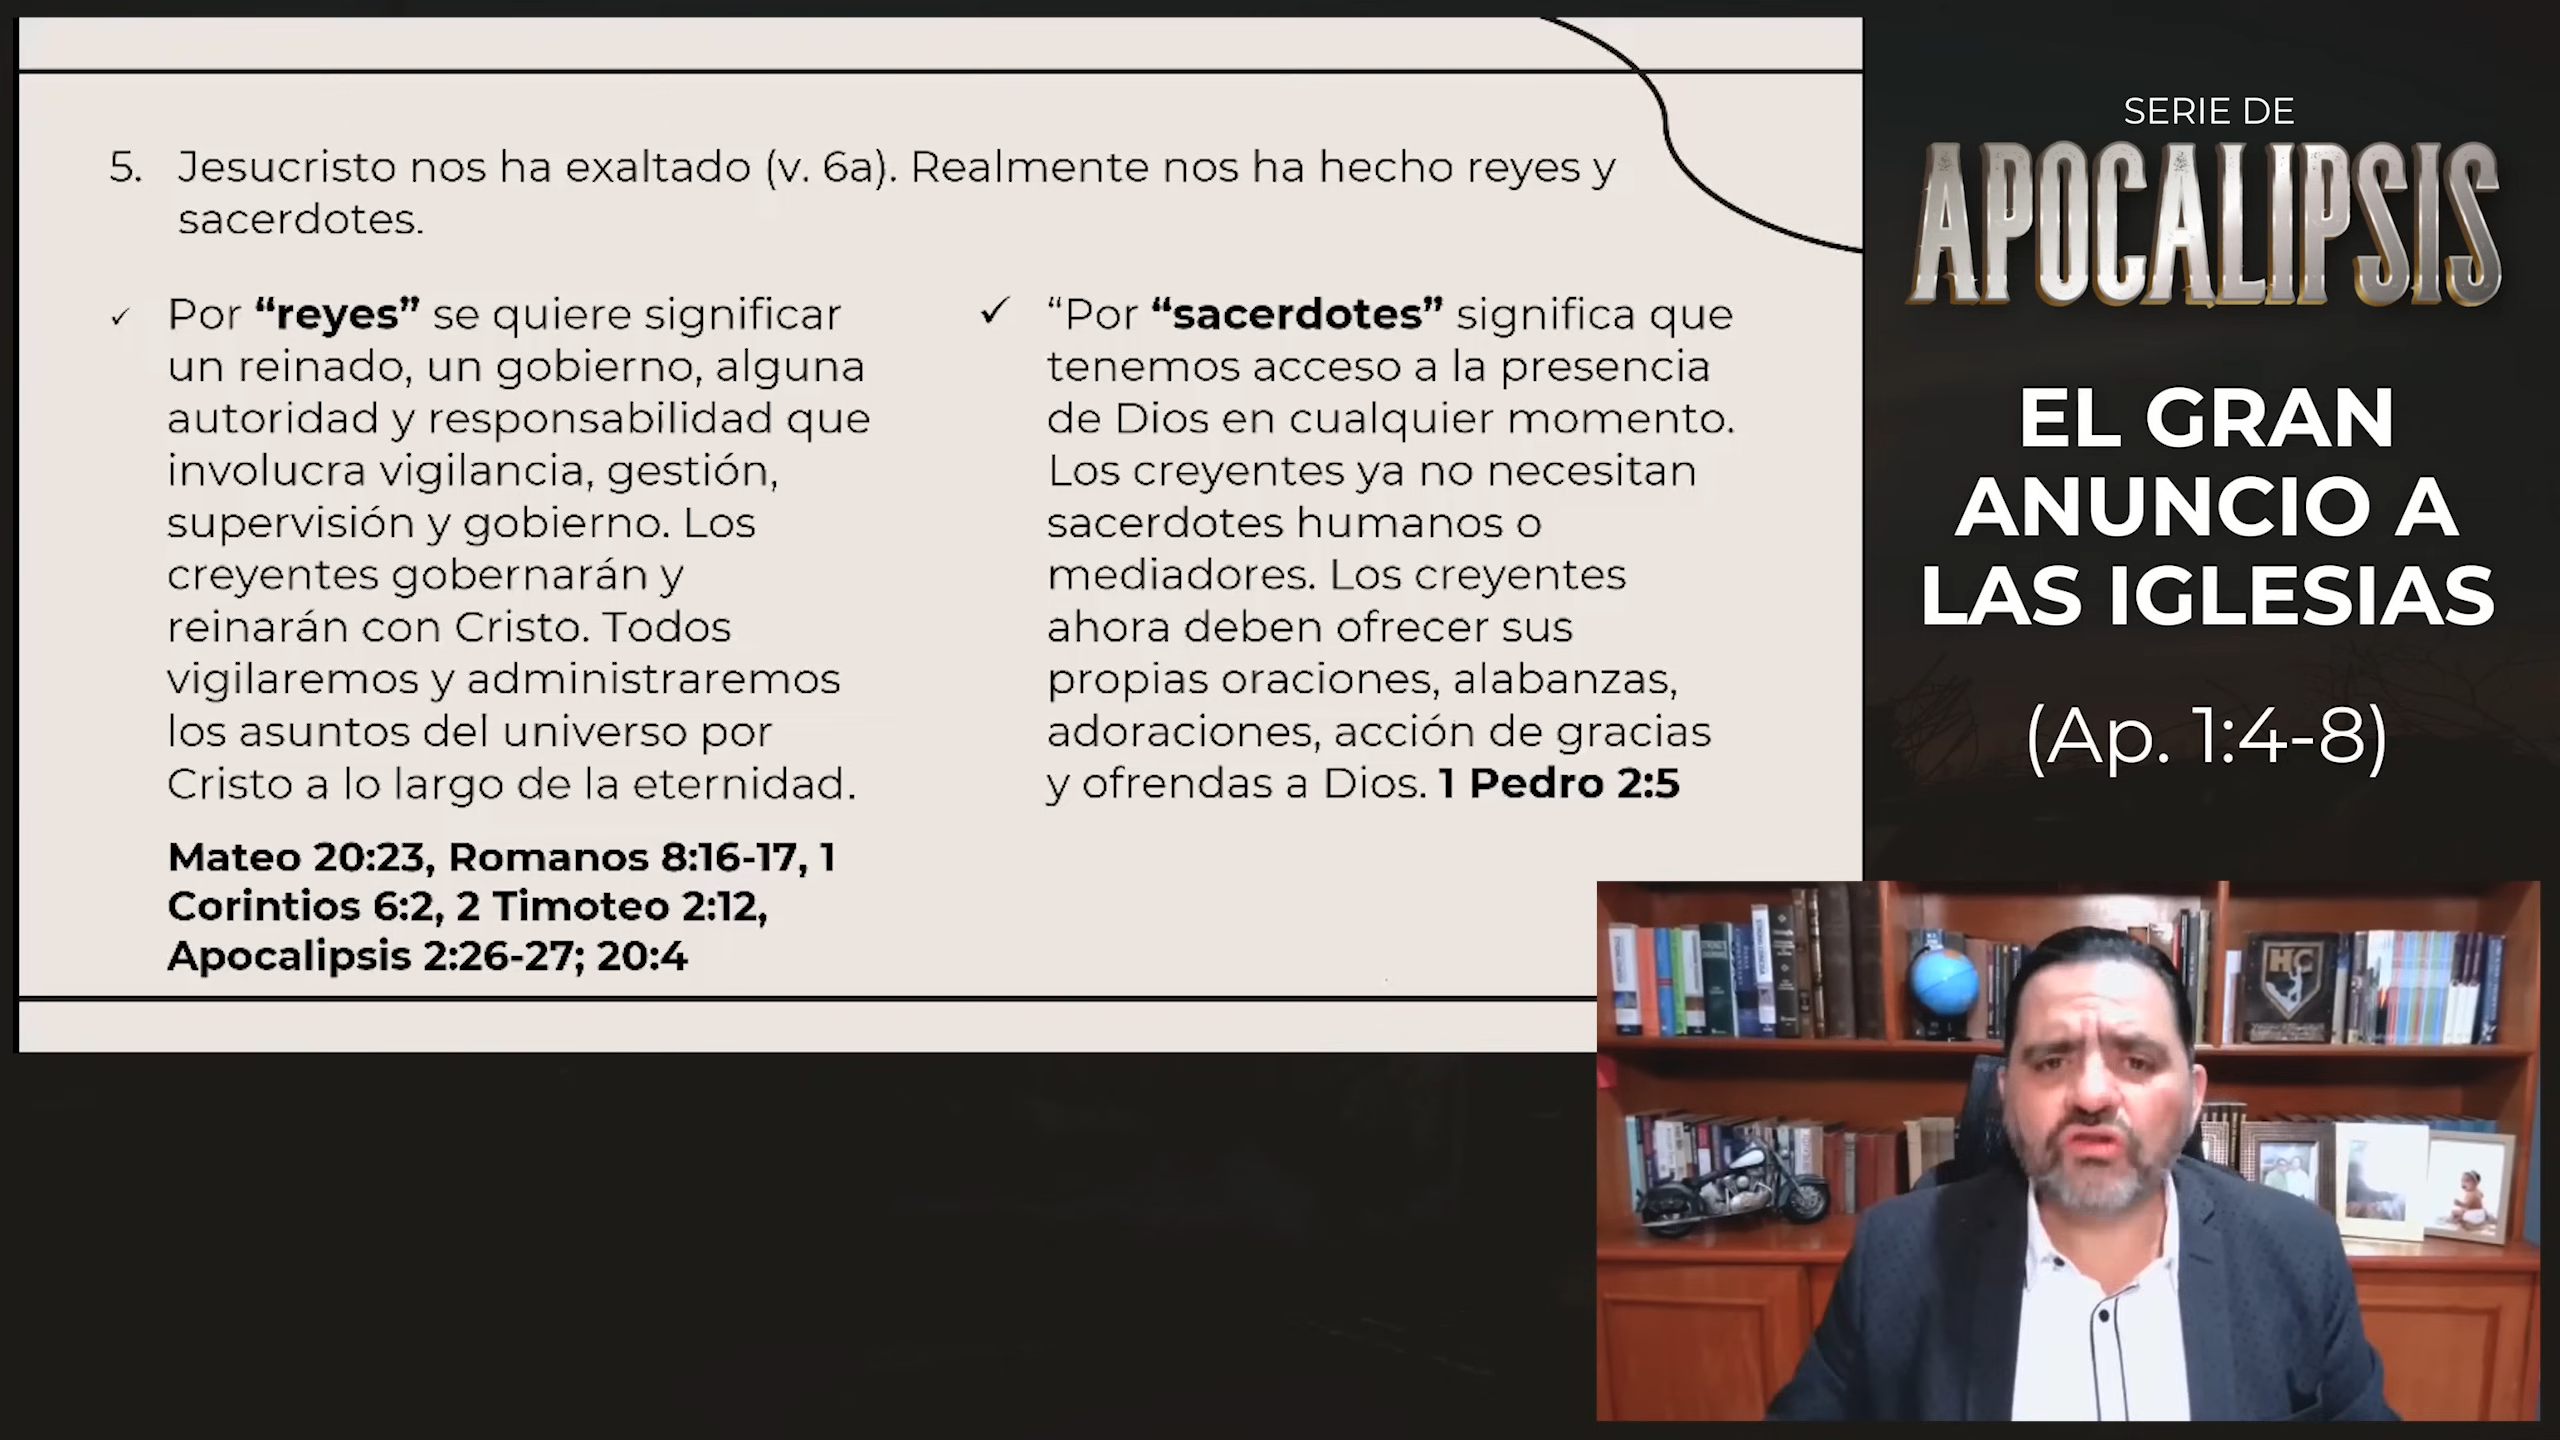 5. Jesucristo nos ha exaltado (v. 6a). Realmente nos ha hecho reyes y
sacerdotes.
✓ Por “reyes” se quiere significar
un reinado, un gobierno, alguna
autoridad y responsabilidad que
involucra vigilancia, gestión,
supervisión y gobierno. Los
creyentes gobernarán y
reinarán con Cristo. Todos
vigilaremos y administraremos
los asuntos del universo por
Cristo a lo largo de la eternidad.
Mateo 20:23, Romanos 8:16-17, 1
Corintios 6:2, 2 Timoteo 2:12,
Apocalipsis 2:26-27; 20:4
✓ “Por “sacerdotes” significa que
tenemos acceso a la presencia
de Dios en cualquier momento.
Los creyentes ya no necesitan
sacerdotes humanos o
mediadores. Los creyentes
ahora deben ofrecer sus
propias oraciones, alabanzas,
adoraciones, acción de gracias
y ofrendas a Dios. 1 Pedro 2:5
SERIE DE
APOCALIPSIS
EL GRAN
ANUNCIO A
LAS IGLESIAS
(Ap. 1:4-8)
HC